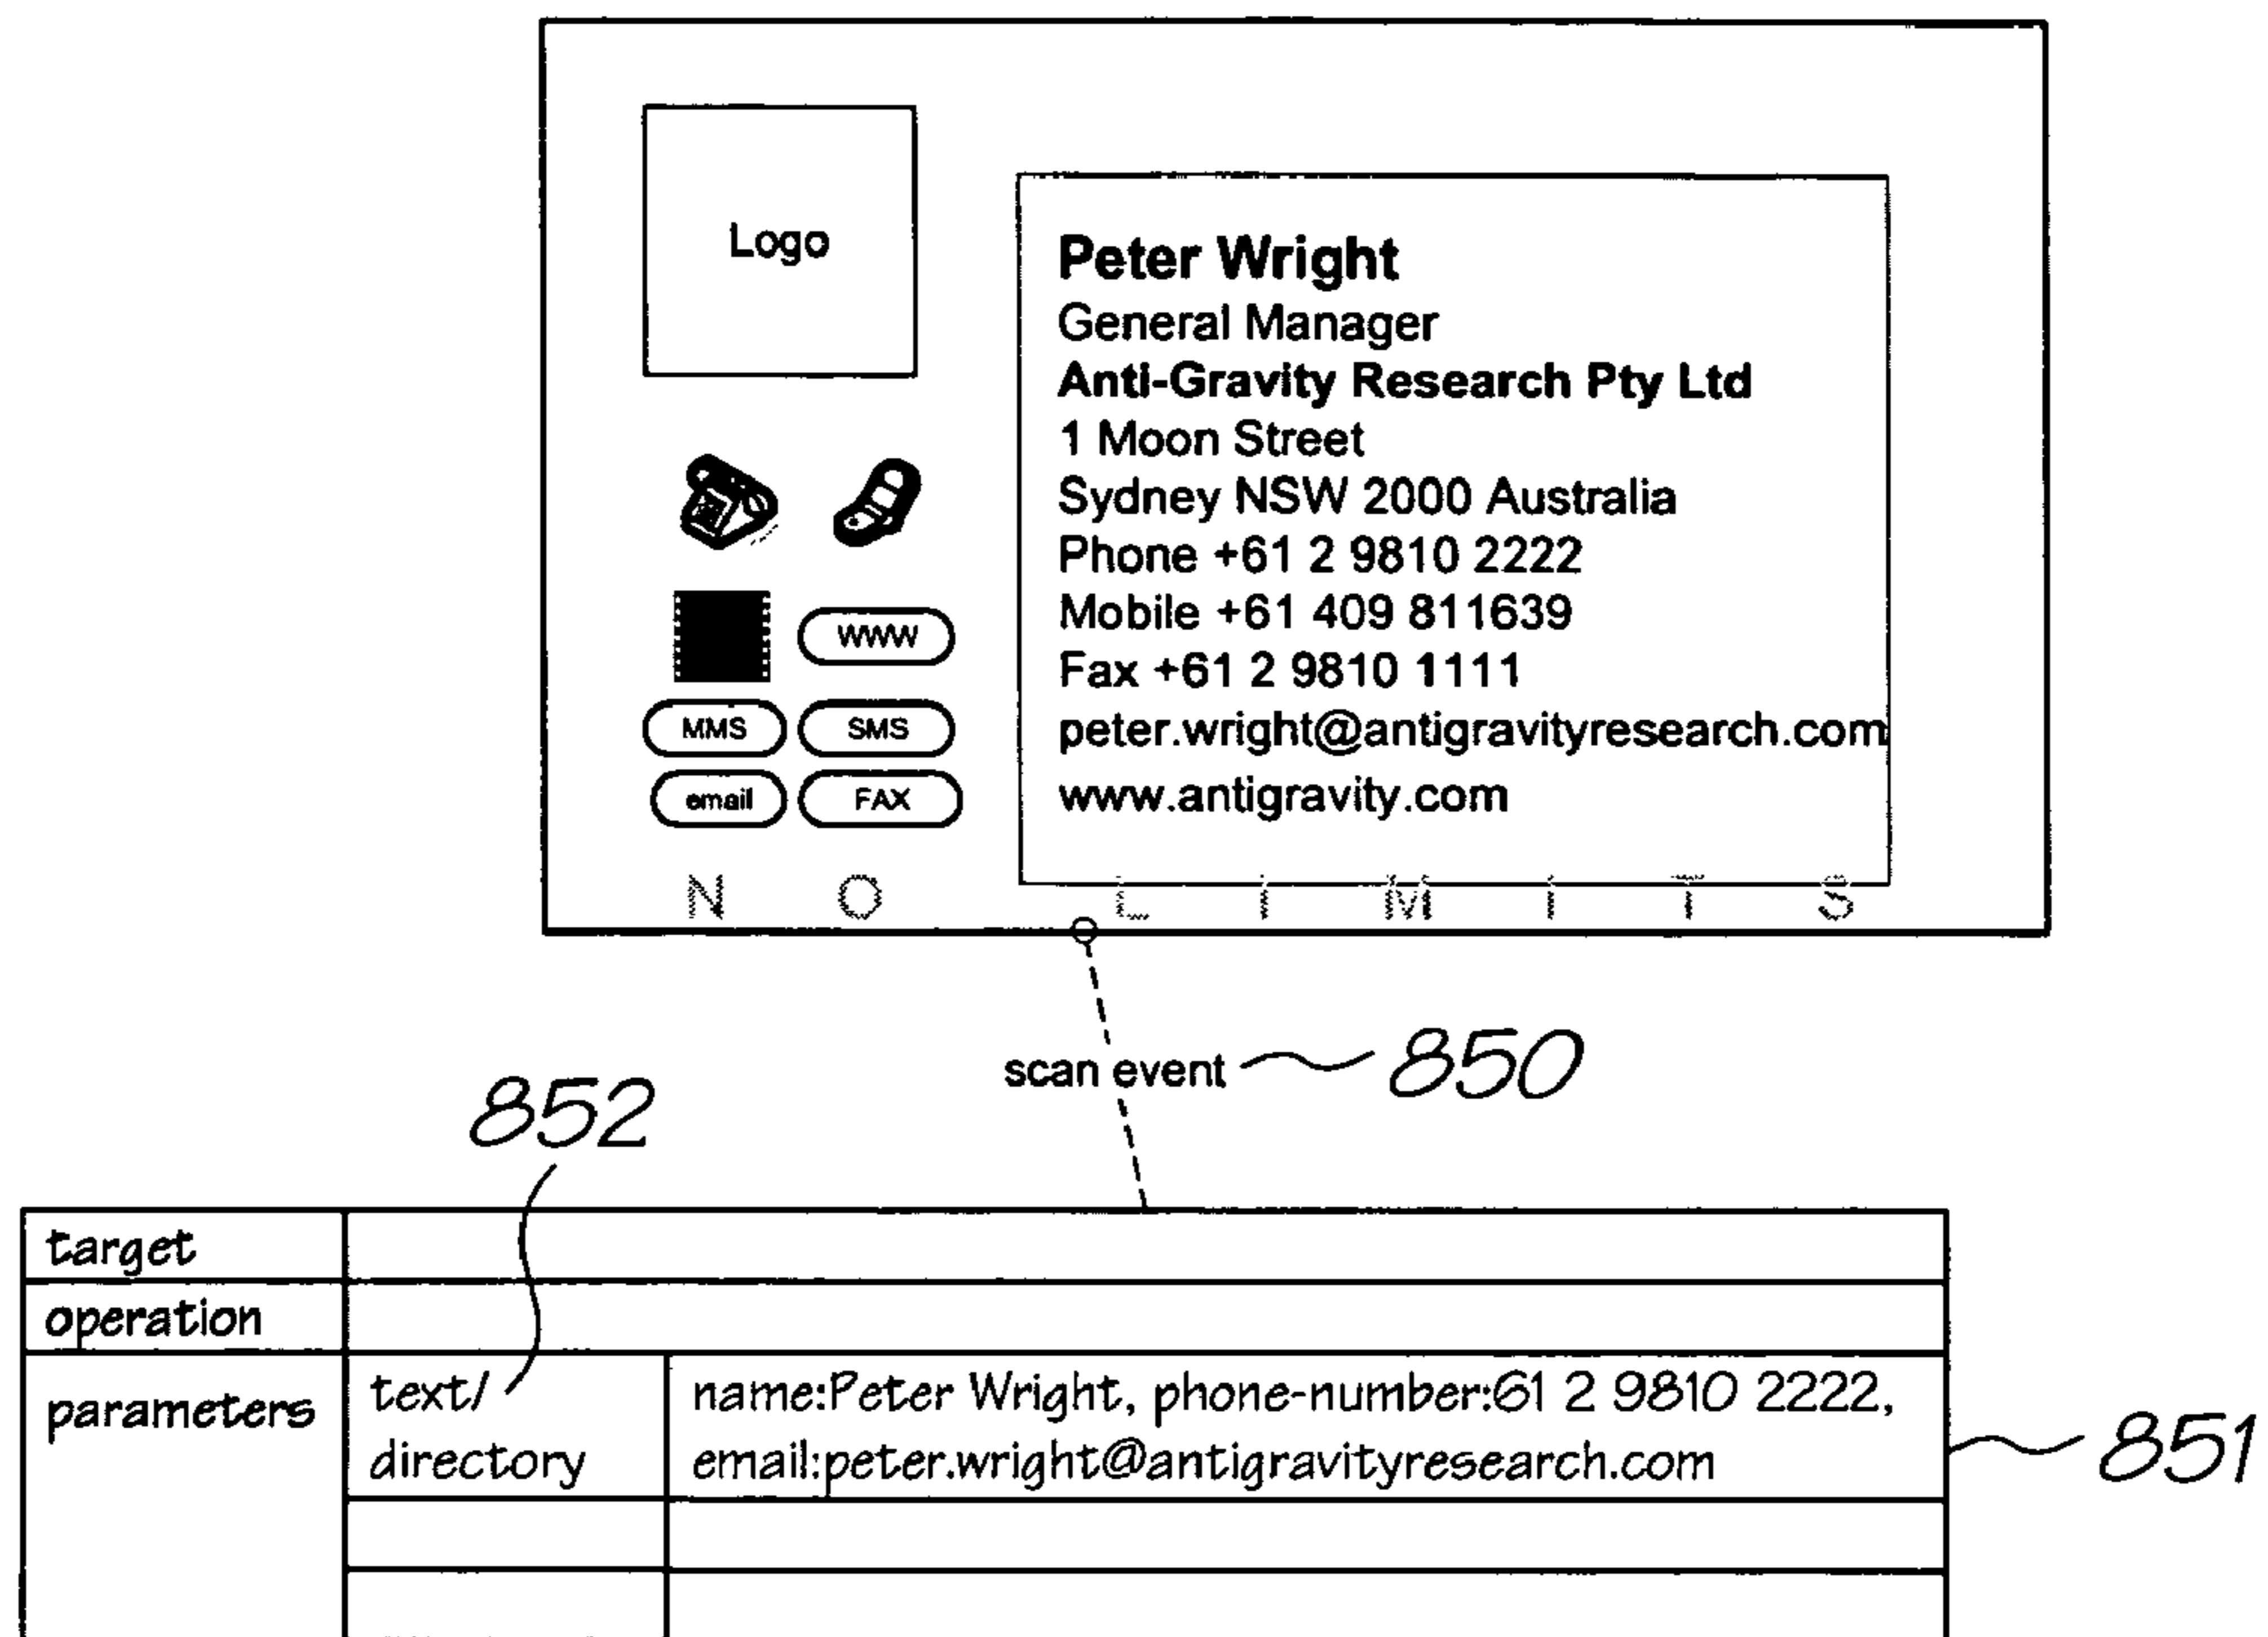 Logo
Peter Wright
General Manager
Anti-Gravity Research Pty Ltd
1 Moon Street
Sydney NSW 2000 Australia
Phone +61 2 9810 2222
Mobile +61 409 811639
Fax +61 2 9810 1111
peter.wright@antigravityresearch.com
www.antigravity.com
WWW
MMS SMS
email FAX
N O L I M I T S
scan event 850
852
target
operation
parameters
text/
directory
name:Peter Wright, phone-number:61 2 9810 2222,
email:peter.wright@antigravityresearch.com
851